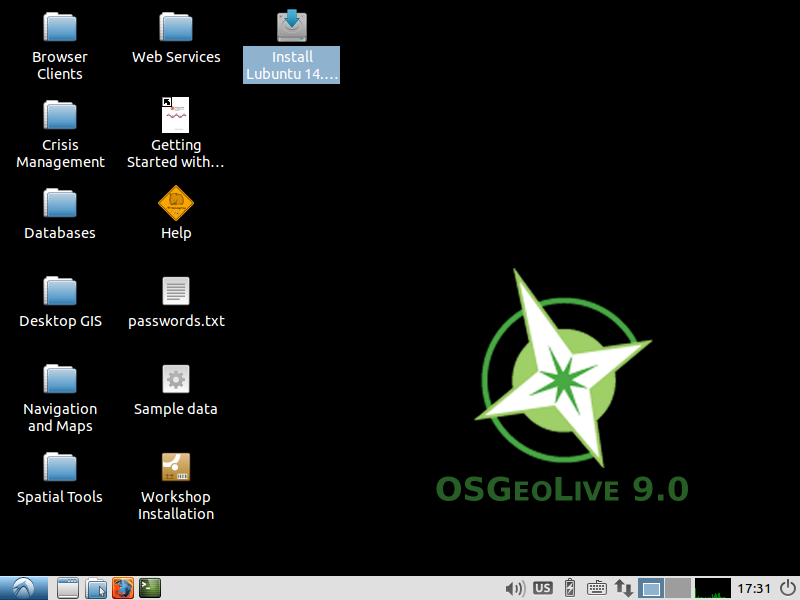 Browser
Clients
Web Services
Install
Lubuntu 14....
Crisis
Management
Getting
Started with...
Databases
Help
Desktop GIS
passwords.txt
Navigation
and Maps
Sample data
Spatial Tools
Workshop
Installation
OSGeoLive 9.0
US
17:31